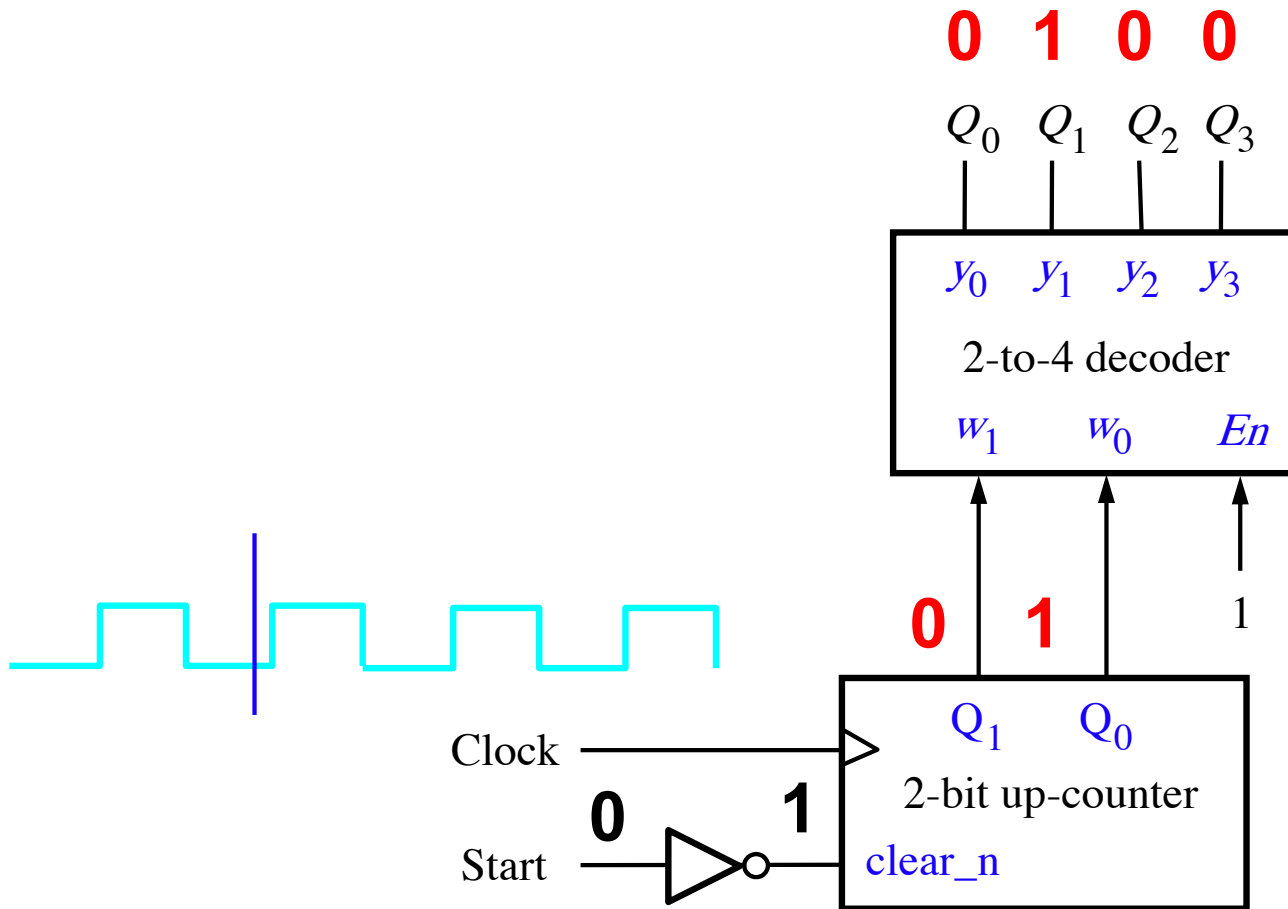 0 1 0 0
Q0 Q1 Q2 Q3
y0 y1 y2 y3
2-to-4 decoder
w1 w0 En
0 1 1
Q1 Q0
Clock
2-bit up-counter
0 1
Start clear_n